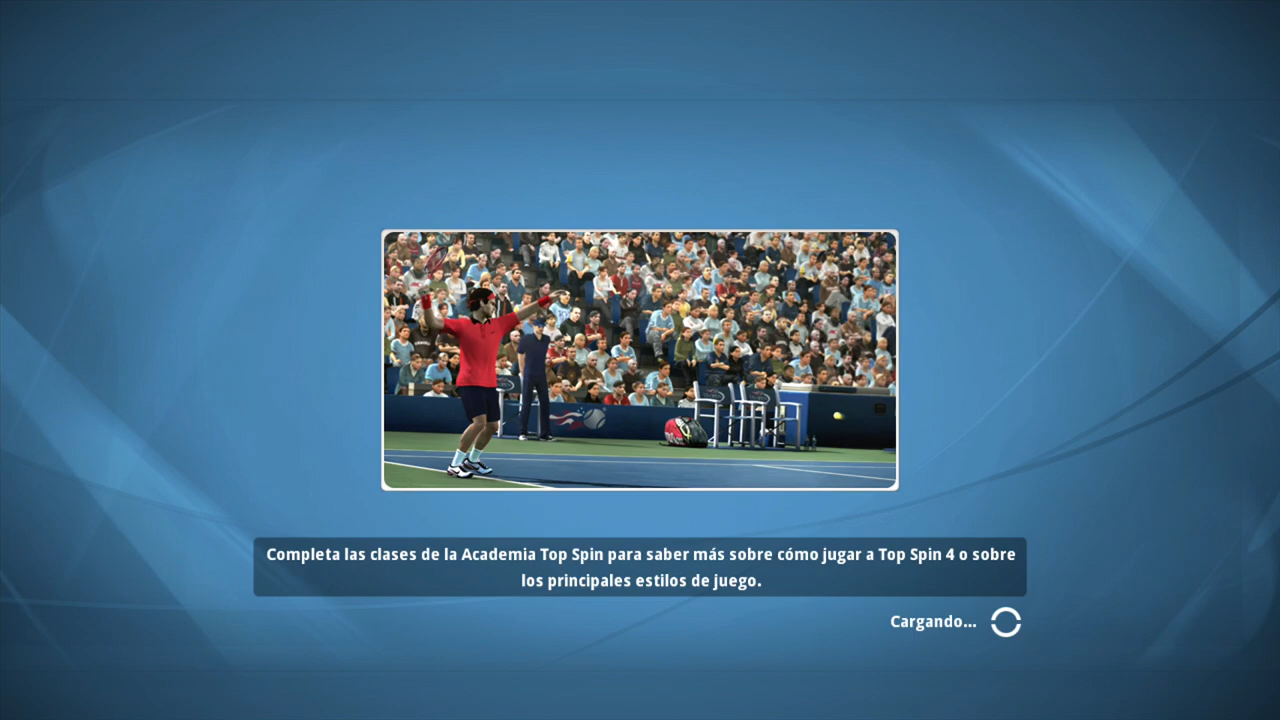 Completa las clases de la Academia Top Spin para saber más sobre cómo jugar a Top Spin 4 o sobre
los principales estilos de juego.
Cargando...